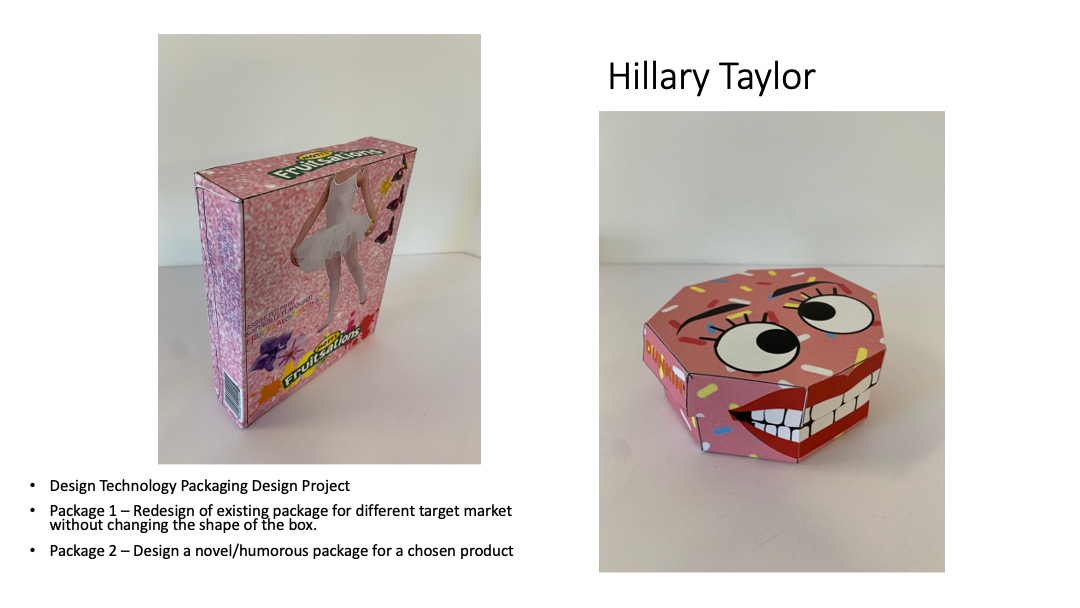 Hillary Taylor
Fruitsations
Fruitsations
• Design Technology Packaging Design Project
• Package 1 – Redesign of existing package for different target market
without changing the shape of the box.
• Package 2 – Design a novel/humorous package for a chosen product